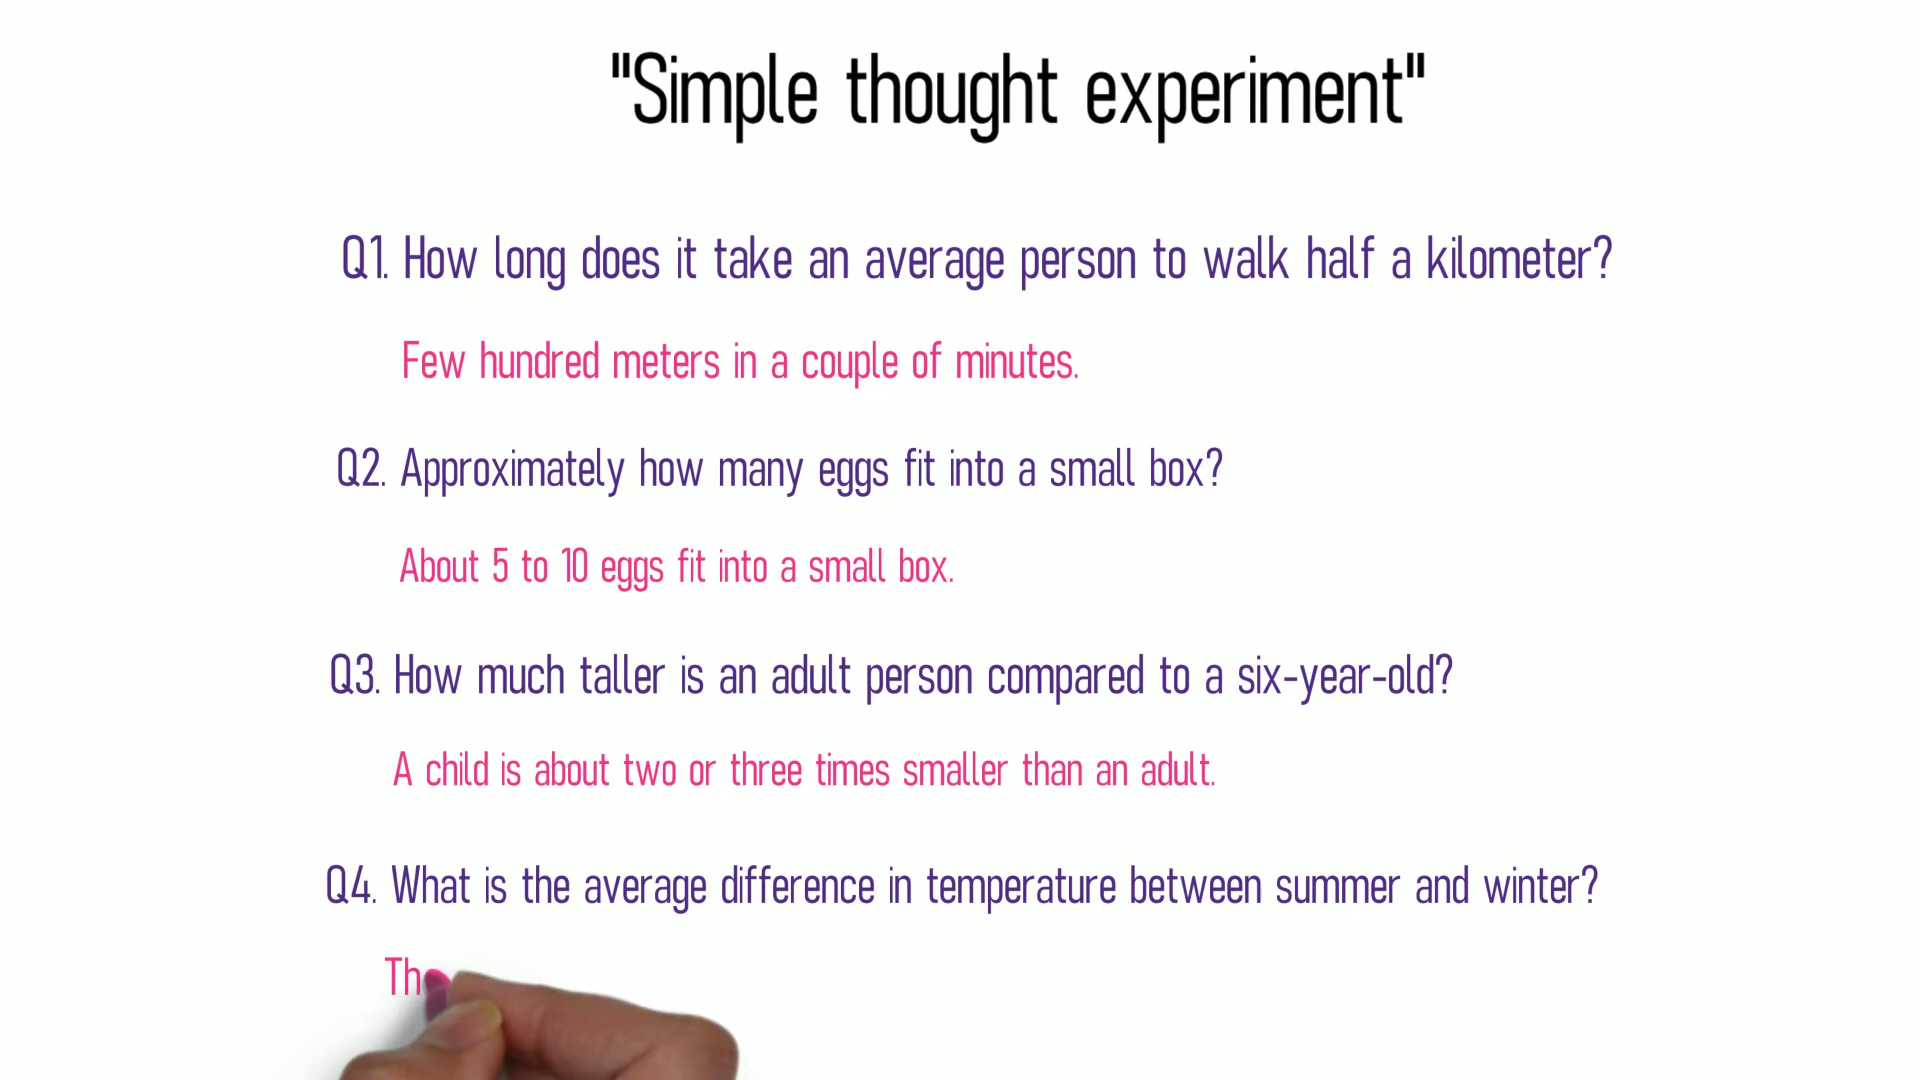 "Simple thought experiment"
Q1. How long does it take an average person to walk half a kilometer?
Few hundred meters in a couple of minutes.
Q2. Approximately how many eggs fit into a small box?
About 5 to 10 eggs fit into a small box.
Q3. How much taller is an adult person compared to a six-year-old?
A child is about two or three times smaller than an adult.
Q4. What is the average difference in temperature between summer and winter?
Th